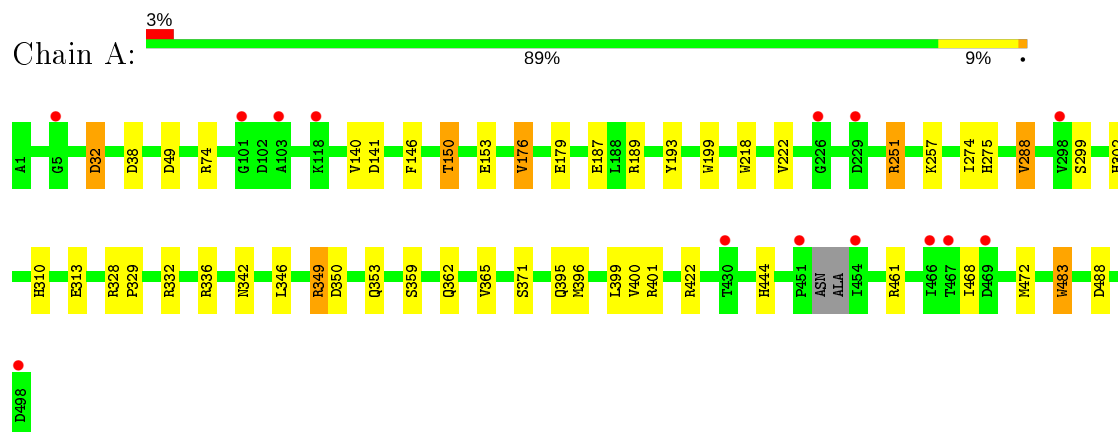 3%
Chain A:
89% 9% •
A1 G5 D32 D38 D49 R74 G101 D102 A103 K118 V140 D141 F146 T150 E153 V176 E179 E187 L188 R189 Y193 W199 W218 V222 G226 D229 R251 K257 I274 H275 V288 V298 S299
H310 E313 R328 P329 R332 R336 N342 L346 R349 D350 Q353 S359 Q362 V365 S371 Q395 M396 L399 V400 R401 R422 T430 H444 P451 ASN ALA I454 R461 I466 T467 I468 D469 M472 W483 D488
D498